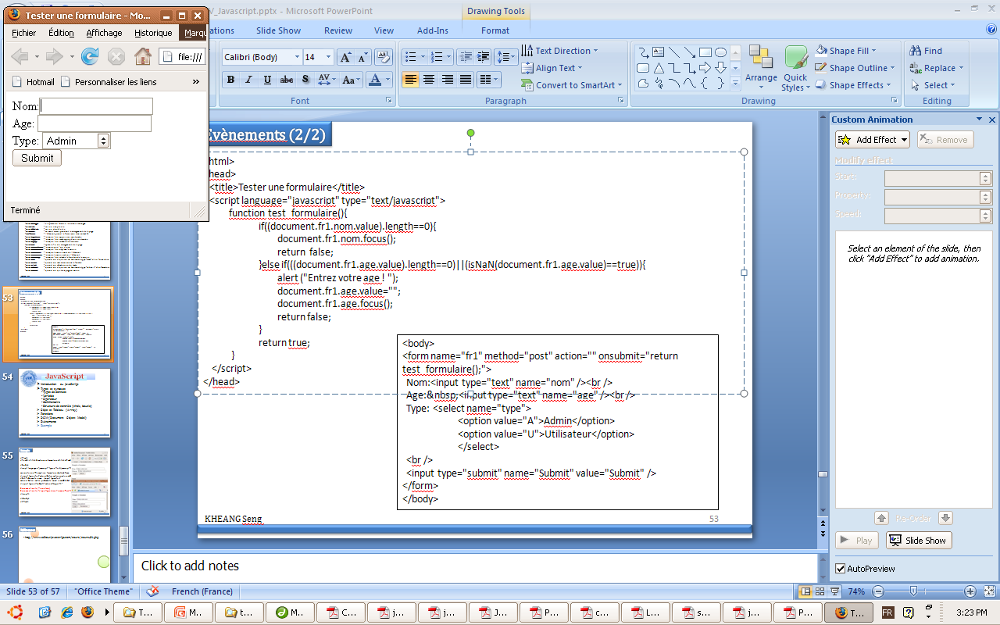 Tester une formulaire - Mo...
V_Javascript.pptx - Microsoft PowerPoint
Drawing Tools
Fichier Édition Affichage Historique Marqu
ations Slide Show Review View Add-Ins Format
file:///
Hotmail Personnaliser les liens »
Calibri (Body) 14
Text Direction
Align Text
Convert to SmartArt
Arrange
Quick Styles
Shape Fill
Shape Outline
Shape Effects
Find
Replace
Select
Font Paragraph Drawing Editing
Nom:
Age:
Type: Admin
Submit
Terminé
Evènements (2/2)
html>
head>
<title>Tester une formulaire</title>
<script language="javascript" type="text/javascript">
function test_formulaire(){
if((document.fr1.nom.value).length==0){
document.fr1.nom.focus();
return false;
}else if(((document.fr1.age.value).length==0)||(isNaN(document.fr1.age.value)==true)){
alert ("Entrez votre age ! ");
document.fr1.age.value="";
document.fr1.age.focus();
return false;
}
return true;
}
</script>
</head>
<body>
<form name="fr1" method="post" action="" onsubmit="return
test_formulaire();">
Nom:<input type="text" name="nom" /><br />
Age:&nbsp;<input type="text" name="age" /><br />
Type: <select name="type">
<option value="A">Admin</option>
<option value="U">Utilisateur</option>
</select>
<br />
<input type="submit" name="Submit" value="Submit" />
</form>
</body>
KHEANG Seng 53
Custom Animation
Add Effect Remove
Modify effect
Start:
Property:
Speed:
Select an element of the slide, then
click "Add Effect" to add animation.
Re-Order
Play Slide Show
AutoPreview
53
54
JavaScript
55
56
Click to add notes
Slide 53 of 57 "Office Theme" French (France) 74%
T... M... t... M... C... j... j... J... P... c... L... s... j... P... T... FR 3:23 PM